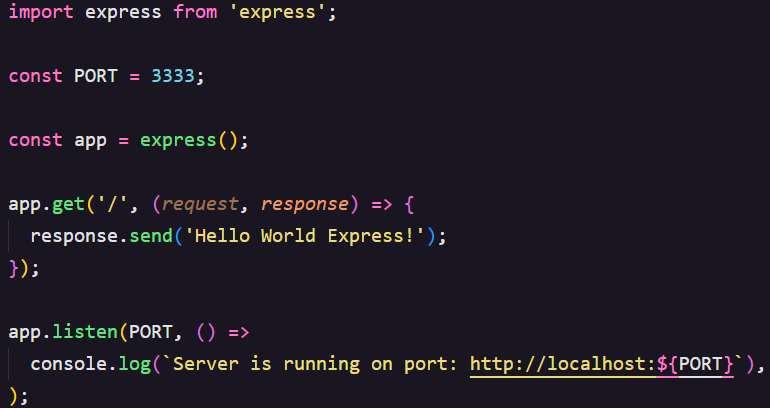 import express from 'express';
const PORT = 3333;
const app = express();
app.get('/', (request, response) => {
  response.send('Hello World Express!');
});
app.listen(PORT, () =>
  console.log(`Server is running on port: http://localhost:${PORT}`),
);